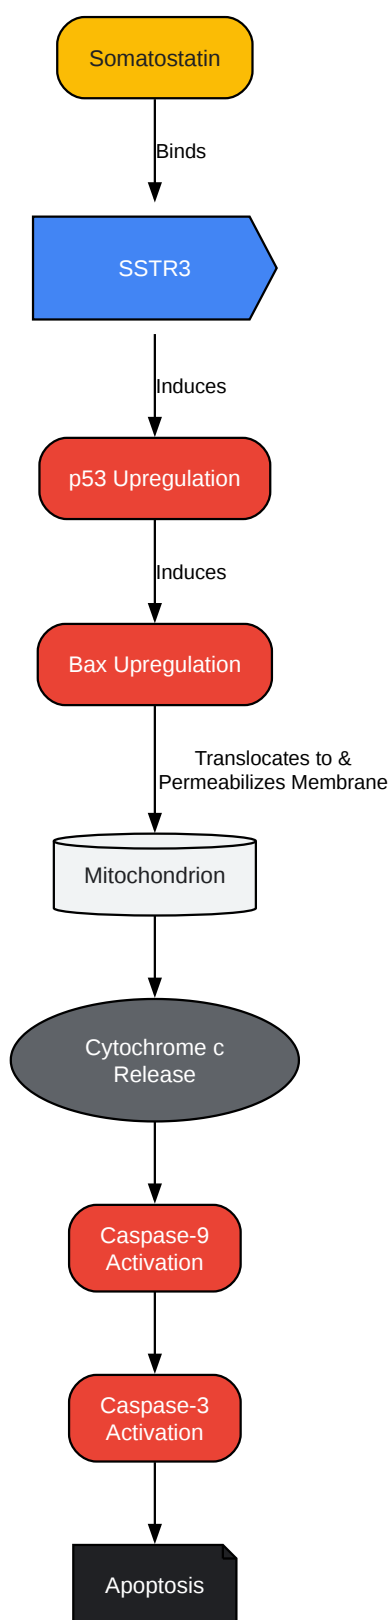 Somatostatin
Binds
SSTR3
Induces
p53 Upregulation
Induces
Bax Upregulation
Translocates to &
Permeabilizes Membrane
Mitochondrion
Cytochrome c
Release
Caspase-9
Activation
Caspase-3
Activation
Apoptosis